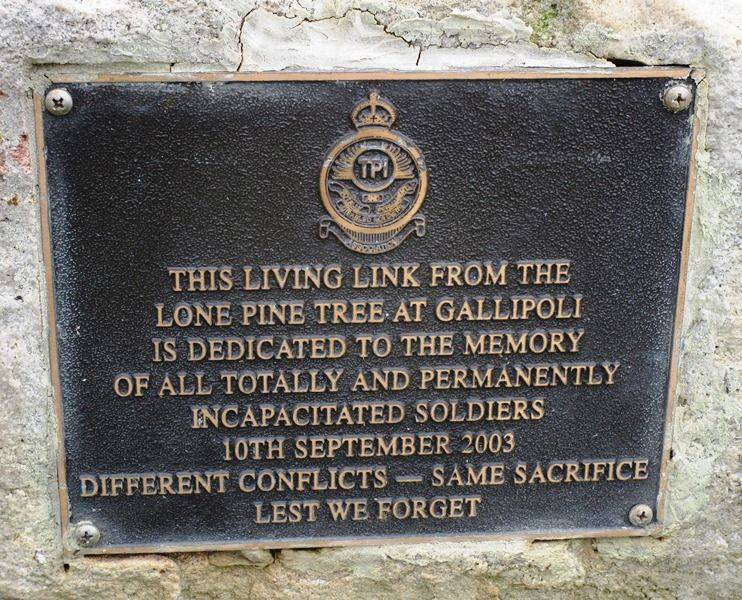 TPI
ASSOCIATION
THIS LIVING LINK FROM THE
LONE PINE TREE AT GALLIPOLI
IS DEDICATED TO THE MEMORY
OF ALL TOTALLY AND PERMANENTLY
INCAPACITATED SOLDIERS
10TH SEPTEMBER 2003
DIFFERENT CONFLICTS — SAME SACRIFICE
LEST WE FORGET